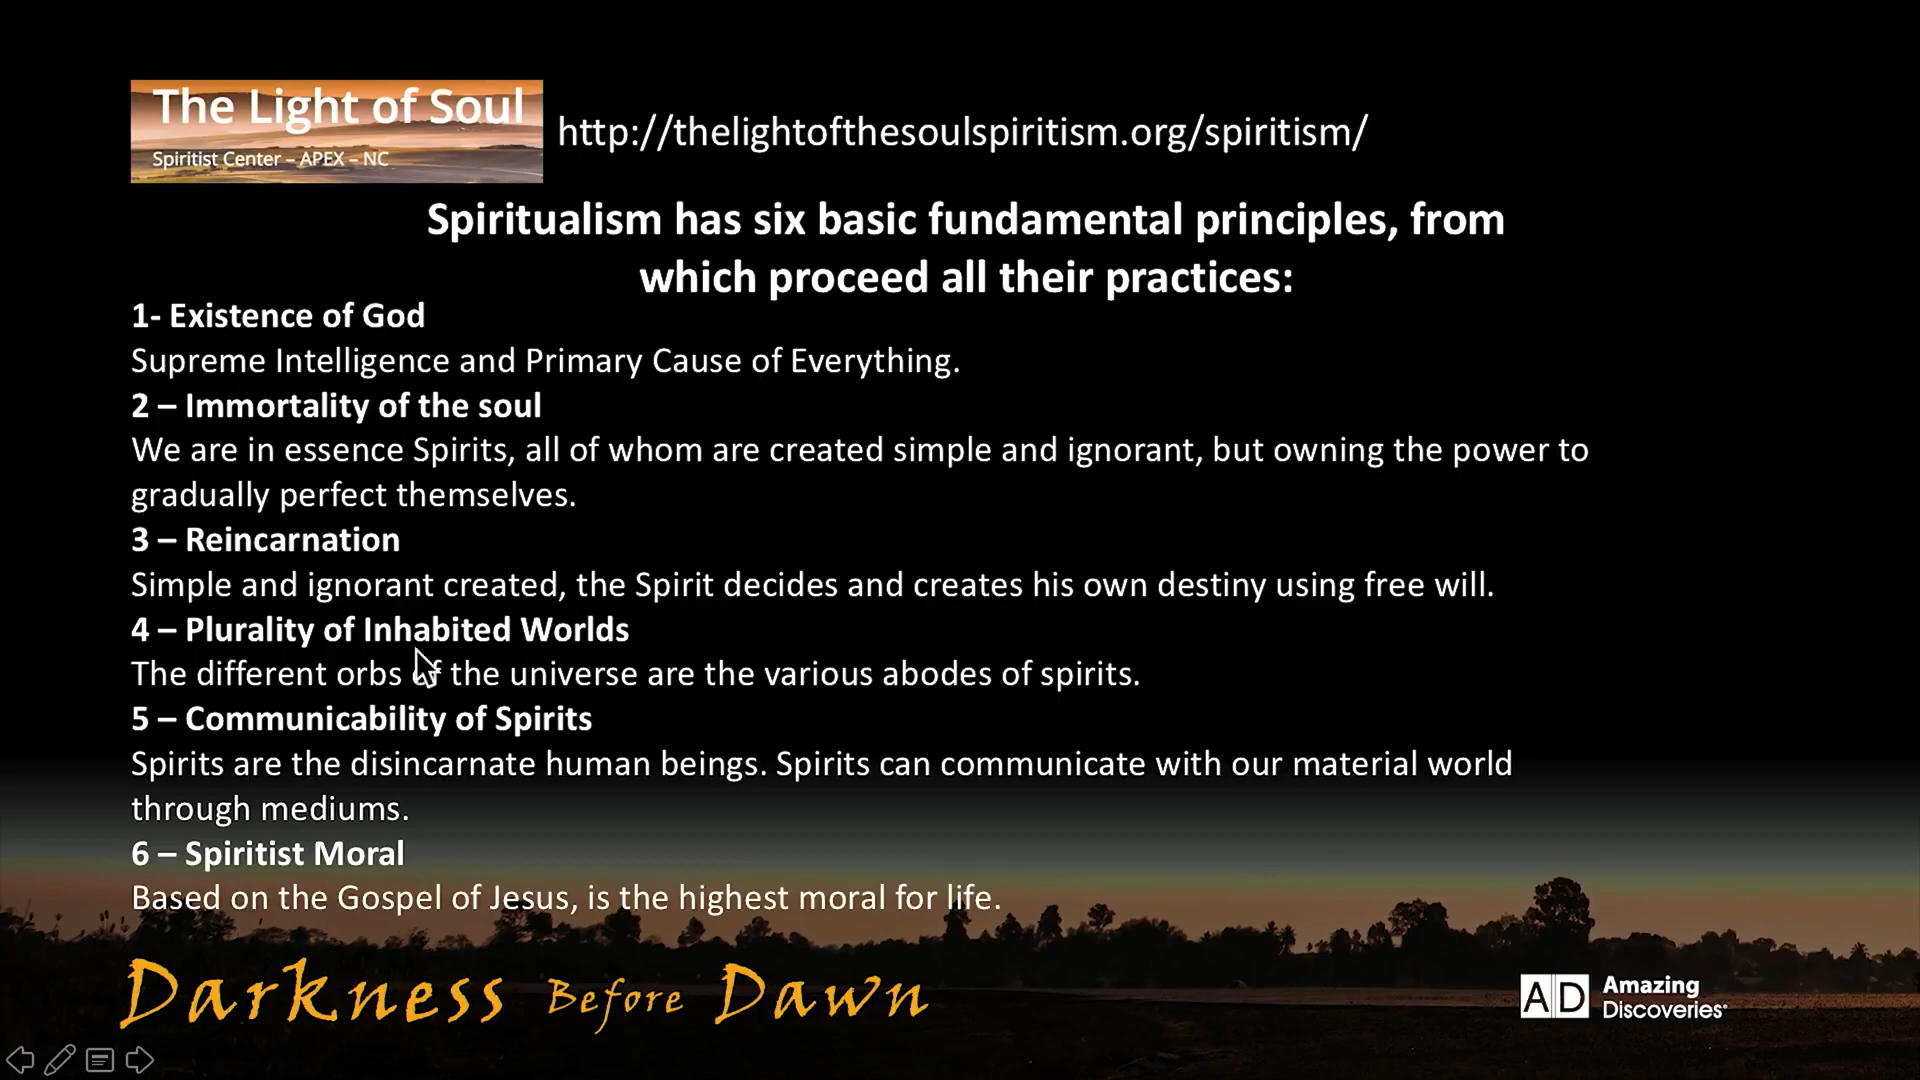 The Light of Soul
Spiritist Center – APEX – NC
http://thelightofthesoulspiritism.org/spiritism/
Spiritualism has six basic fundamental principles, from
which proceed all their practices:
1- Existence of God
Supreme Intelligence and Primary Cause of Everything.
2 – Immortality of the soul
We are in essence Spirits, all of whom are created simple and ignorant, but owning the power to
gradually perfect themselves.
3 – Reincarnation
Simple and ignorant created, the Spirit decides and creates his own destiny using free will.
4 – Plurality of Inhabited Worlds
The different orbs of the universe are the various abodes of spirits.
5 – Communicability of Spirits
Spirits are the disincarnate human beings. Spirits can communicate with our material world
through mediums.
6 – Spiritist Moral
Based on the Gospel of Jesus, is the highest moral for life.
Darkness Before Dawn
AD Amazing
Discoveries